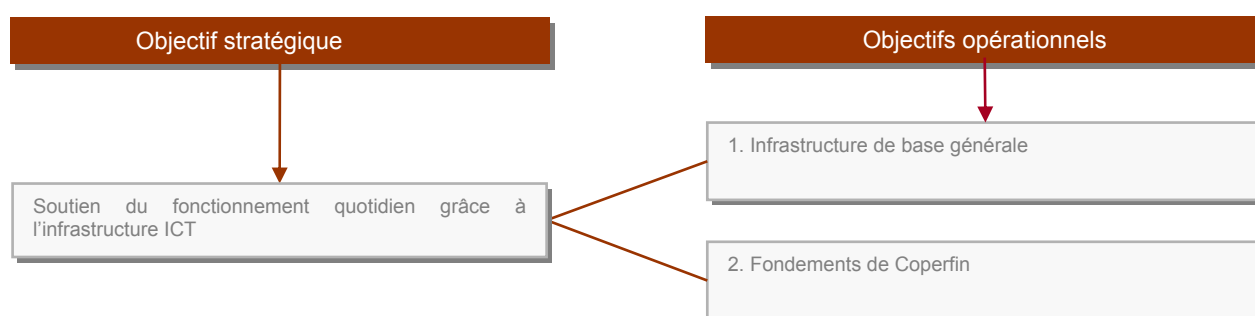 Objectif stratégique
Objectifs opérationnels
1. Infrastructure de base générale
Soutien du fonctionnement quotidien grâce à
l’infrastructure ICT
2. Fondements de Coperfin